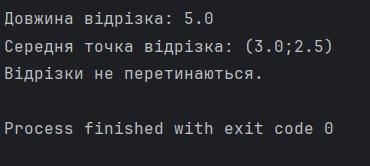 Довжина відрізка: 5.0
Середня точка відрізка: (3.0;2.5)
Відрізки не перетинаються.
Process finished with exit code 0